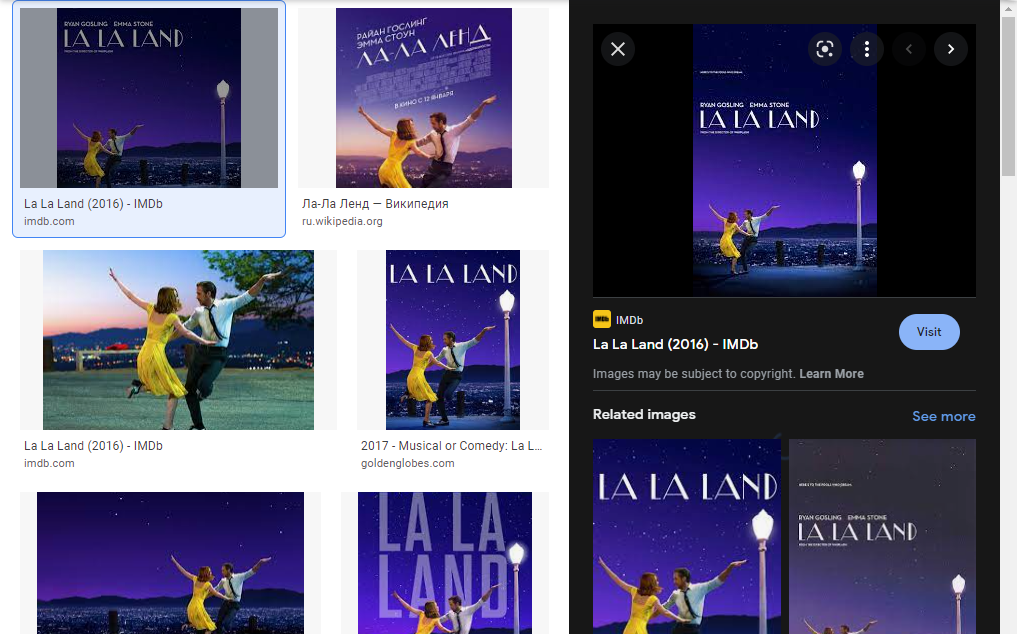 RYAN GOSLING EMMA STONE
LA LA LAND
FROM THE DIRECTOR OF WHIPLASH
La La Land (2016) - IMDb
imdb.com
РАЙАН ГОСЛИНГ
ЭММА СТОУН
ЛА-ЛА ЛЕНД
В КИНО С 12 ЯНВАРЯ
Ла-Ла Ленд — Википедия
ru.wikipedia.org
La La Land (2016) - IMDb
imdb.com
LA LA LAND
2017 - Musical or Comedy: La L...
goldenglobes.com
LA LA
LAND
HERE'S TO THE FOOLS WHO DREAM.
RYAN GOSLING EMMA STONE
LA LA LAND
FROM THE DIRECTOR OF WHIPLASH
IMDb
IMDb
La La Land (2016) - IMDb
Visit
Images may be subject to copyright. Learn More
Related images
See more
LA LA LAND
HERE'S TO THE FOOLS WHO DREAM.
RYAN GOSLING EMMA STONE
LA LA LAND
FROM THE DIRECTOR OF WHIPLASH